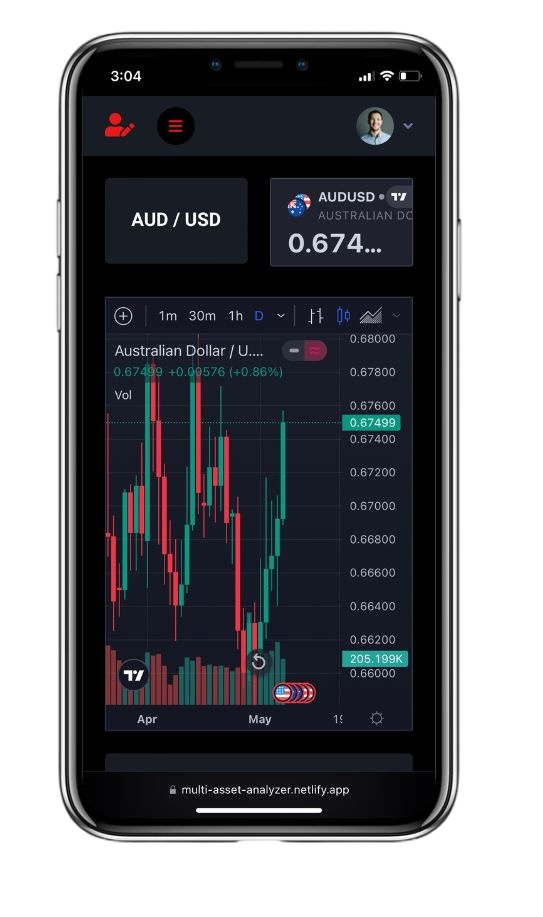 3:04
AUD / USD
AUDUSD •
AUSTRALIAN DO
0.674...
1m 30m 1h D
Australian Dollar / U....
0.67499 +0.00576 (+0.86%)
Vol
0.68000
0.67800
0.67600
0.67499
0.67400
0.67200
0.67000
0.66800
0.66600
0.66400
0.66200
205.199K
0.66000
Apr May
multi-asset-analyzer.netlify.app